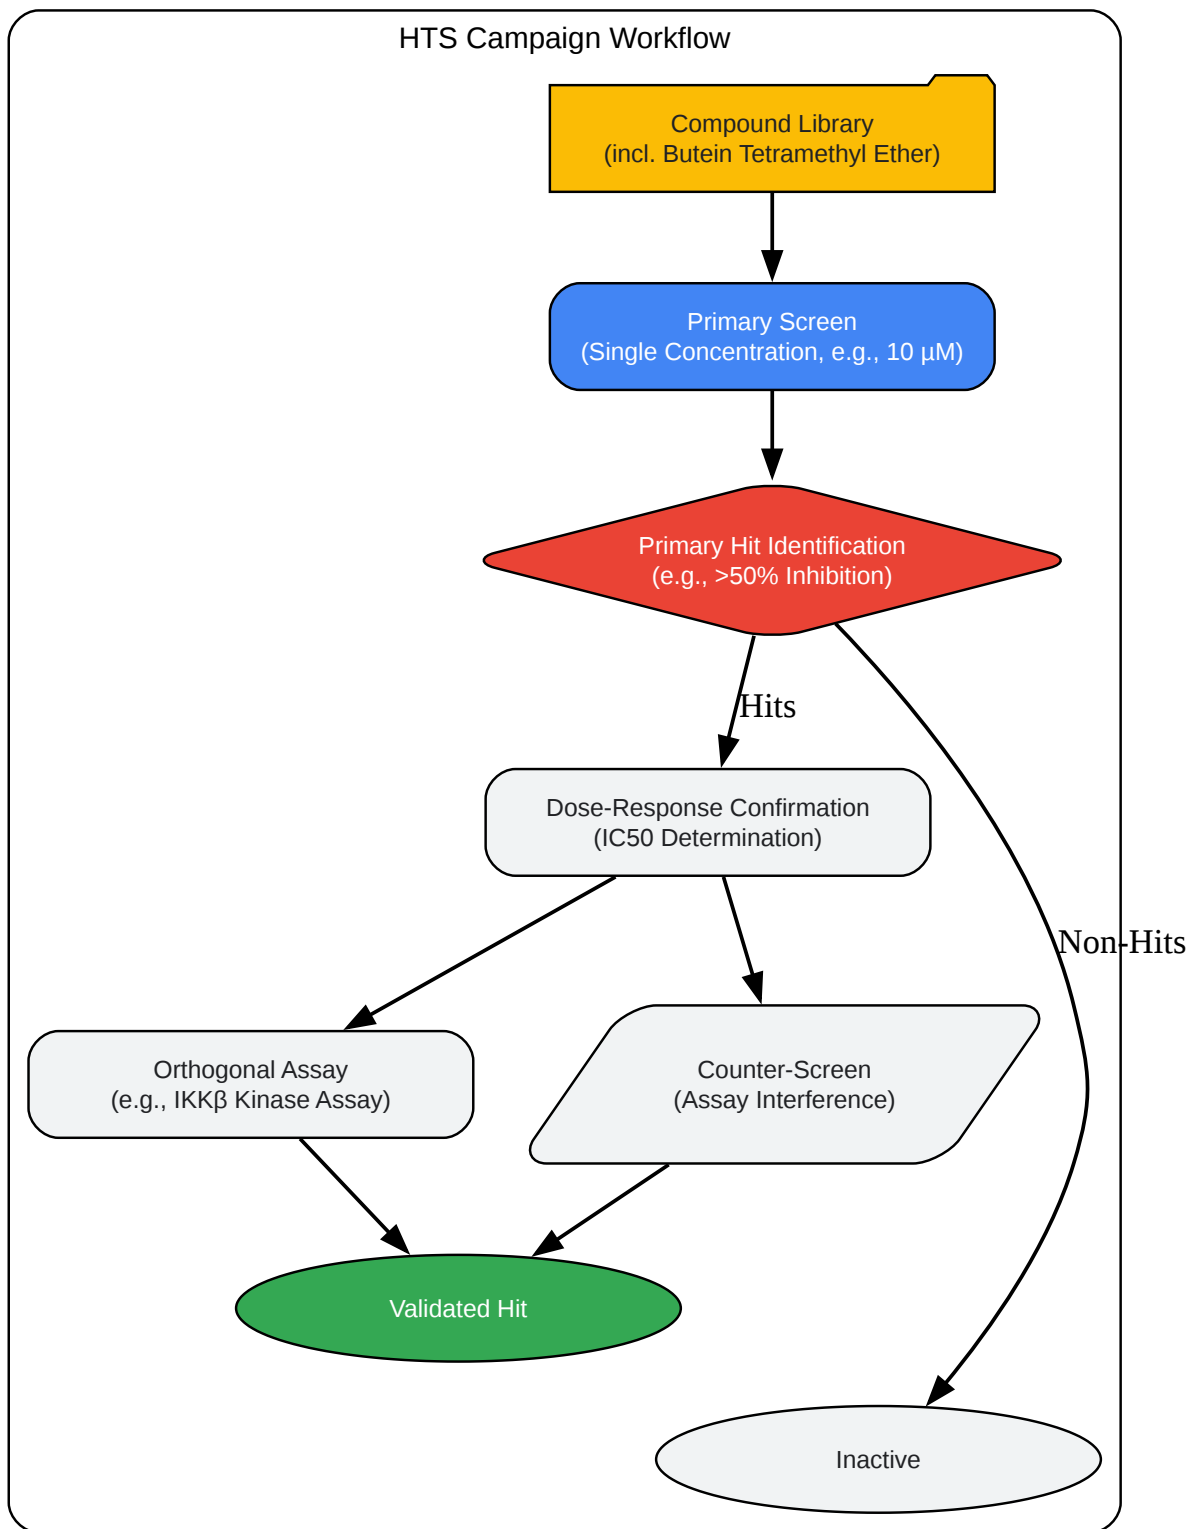 HTS Campaign Workflow
Compound Library
(incl. Butein Tetramethyl Ether)
Primary Screen
(Single Concentration, e.g., 10 µM)
Primary Hit Identification
(e.g., >50% Inhibition)
Hits
Dose-Response Confirmation
(IC50 Determination)
Non-Hits
Orthogonal Assay
(e.g., IKKβ Kinase Assay)
Counter-Screen
(Assay Interference)
Validated Hit
Inactive